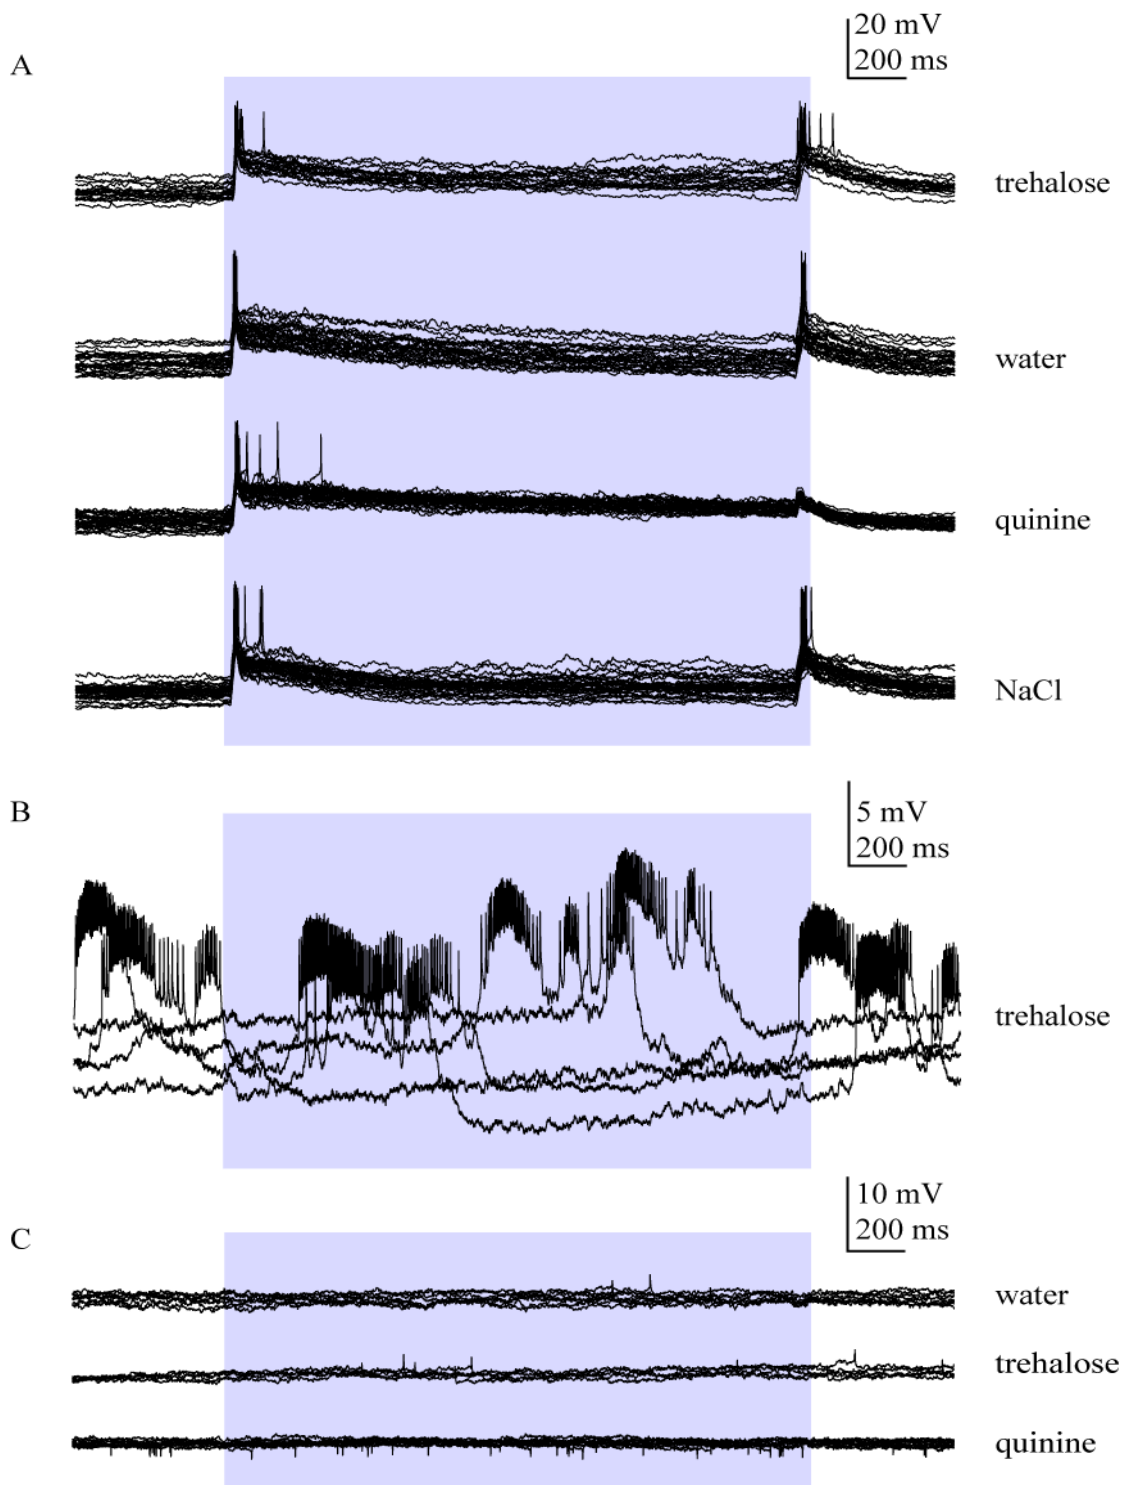 20 mV
200 ms
A
trehalose
water
quinine
NaCl
B
5 mV
200 ms
trehalose
10 mV
200 ms
C
water
trehalose
quinine